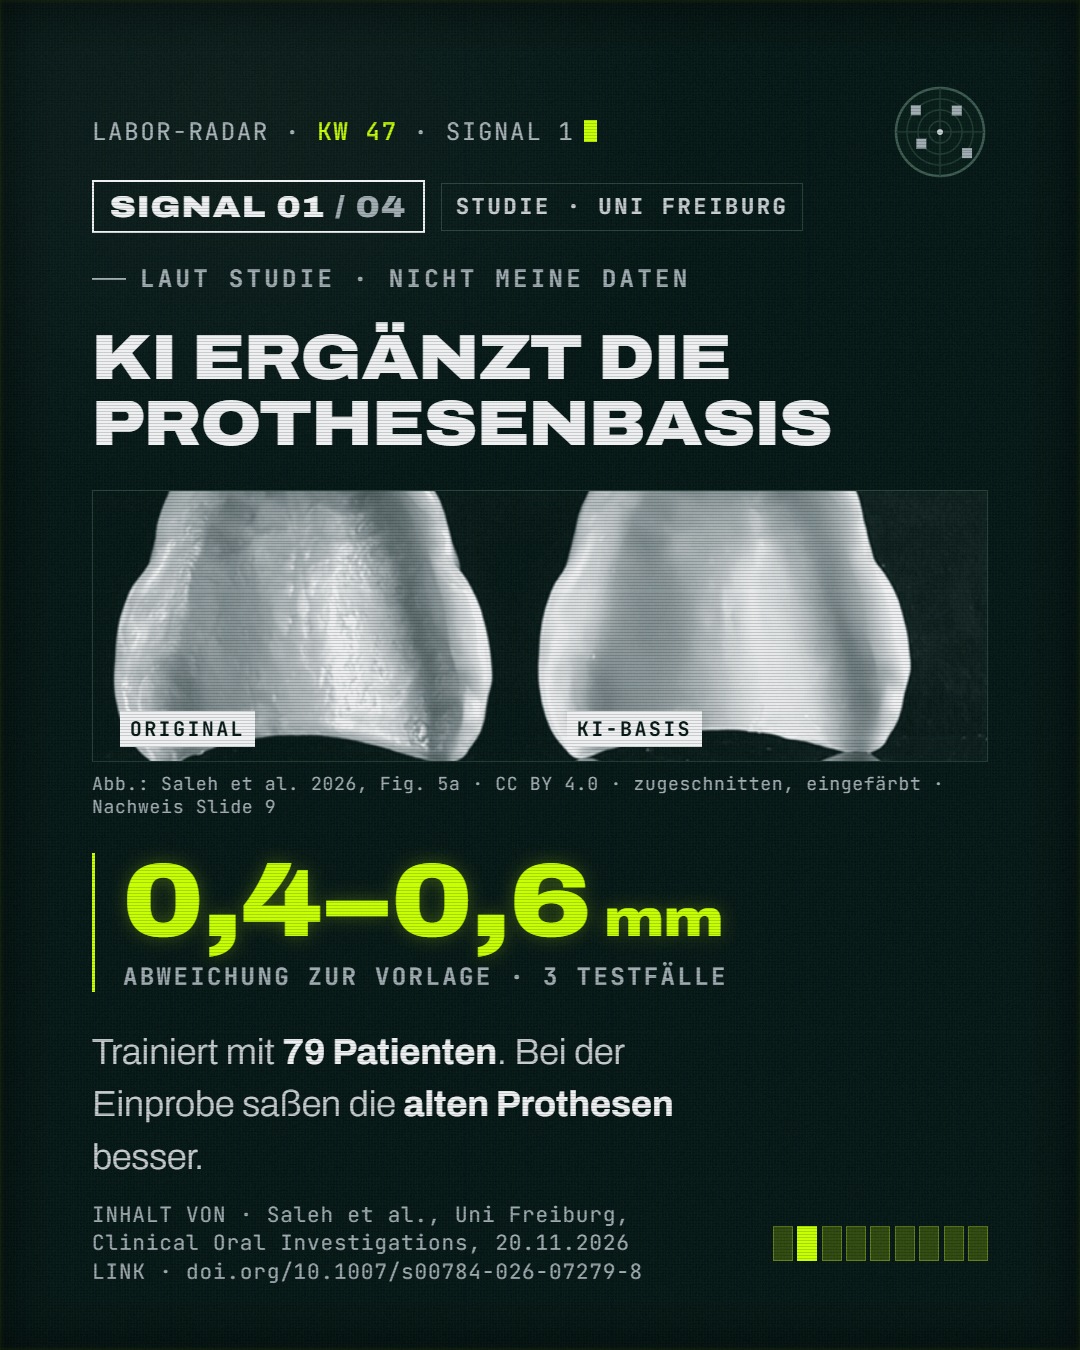 LABOR-RADAR · KW 47 · SIGNAL 1
SIGNAL 01 / 04
STUDIE · UNI FREIBURG
LAUT STUDIE · NICHT MEINE DATEN
KI ERGÄNZT DIE
PROTHESENBASIS
ORIGINAL
KI-BASIS
Abb.: Saleh et al. 2026, Fig. 5a · CC BY 4.0 · zugeschnitten, eingefärbt ·
Nachweis Slide 9
0,4–0,6 mm
ABWEICHUNG ZUR VORLAGE · 3 TESTFÄLLE
Trainiert mit 79 Patienten. Bei der
Einprobe saßen die alten Prothesen
besser.
INHALT VON · Saleh et al., Uni Freiburg,
Clinical Oral Investigations, 20.11.2026
LINK · doi.org/10.1007/s00784-026-07279-8